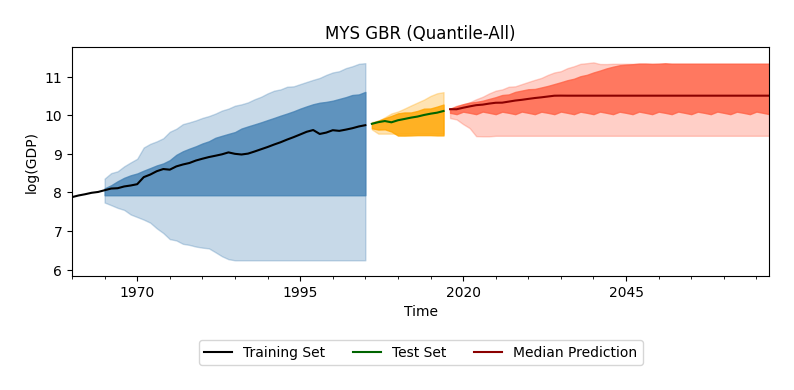 MYS GBR (Quantile-All)
log(GDP)
11
10
9
8
7
6
1970 1995 2020 2045
Time
Training Set Test Set Median Prediction